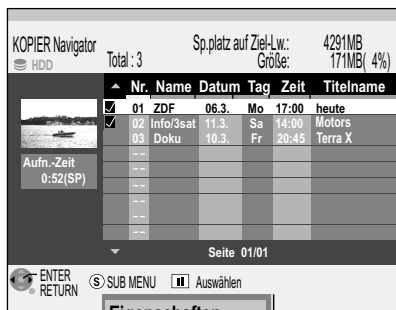 KOPIER Navigator
HDD
Total : 3
Sp.platz auf Ziel-Lw.: 4291MB
Größe: 171MB( 4%)
Nr. Name Datum Tag Zeit Titelname
01 ZDF 06.3. Mo 17:00 heute
02 Info/3sat 11.3. Sa 14:00 Motors
03 Doku 10.3. Fr 20:45 Terra X
--
--
--
--
--
Aufn.-Zeit
0:52(SP)
Seite 01/01
ENTER
RETURN
S SUB MENU Auswählen
Eigenschaften